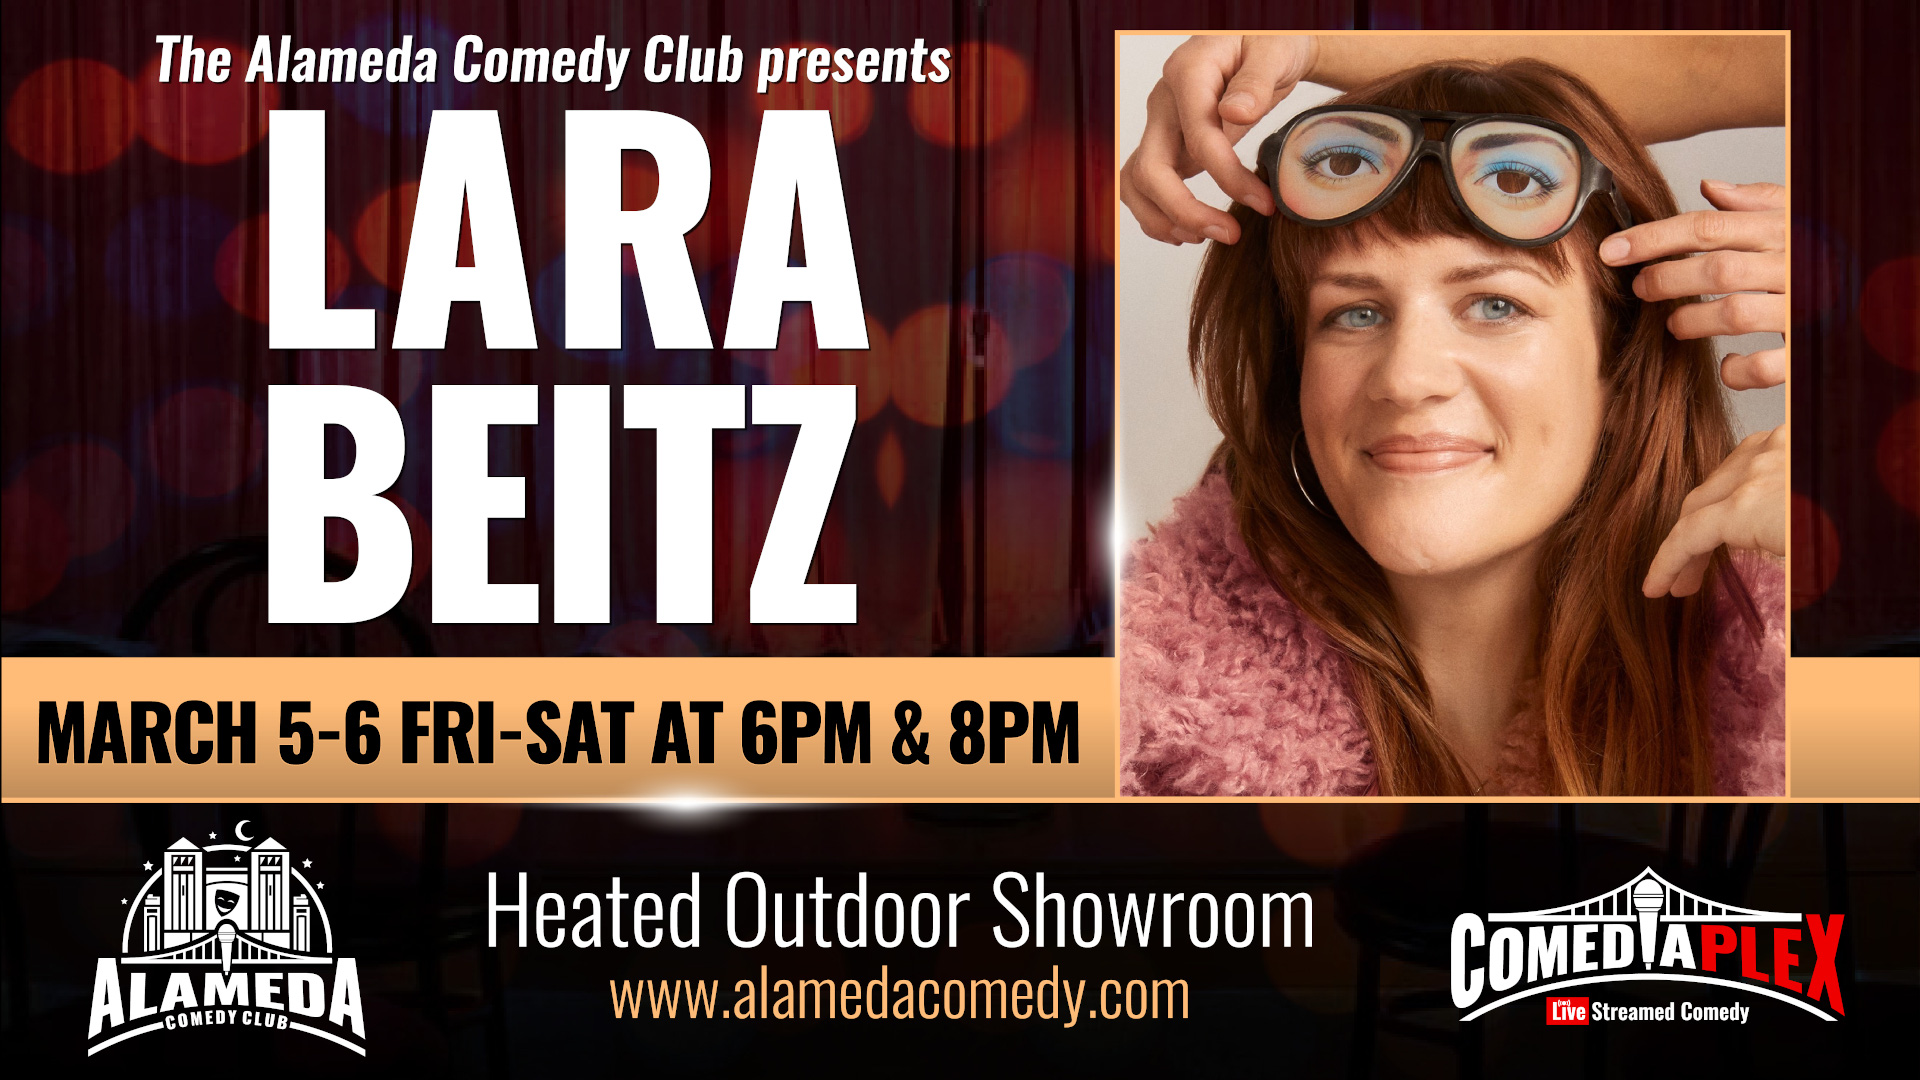 The Alameda Comedy Club presents
LARA
BEITZ
MARCH 5-6 FRI-SAT AT 6PM & 8PM
ALAMEDA
COMEDY CLUB
Heated Outdoor Showroom
www.alamedacomedy.com
COMEDIAPLEX
Live Streamed Comedy